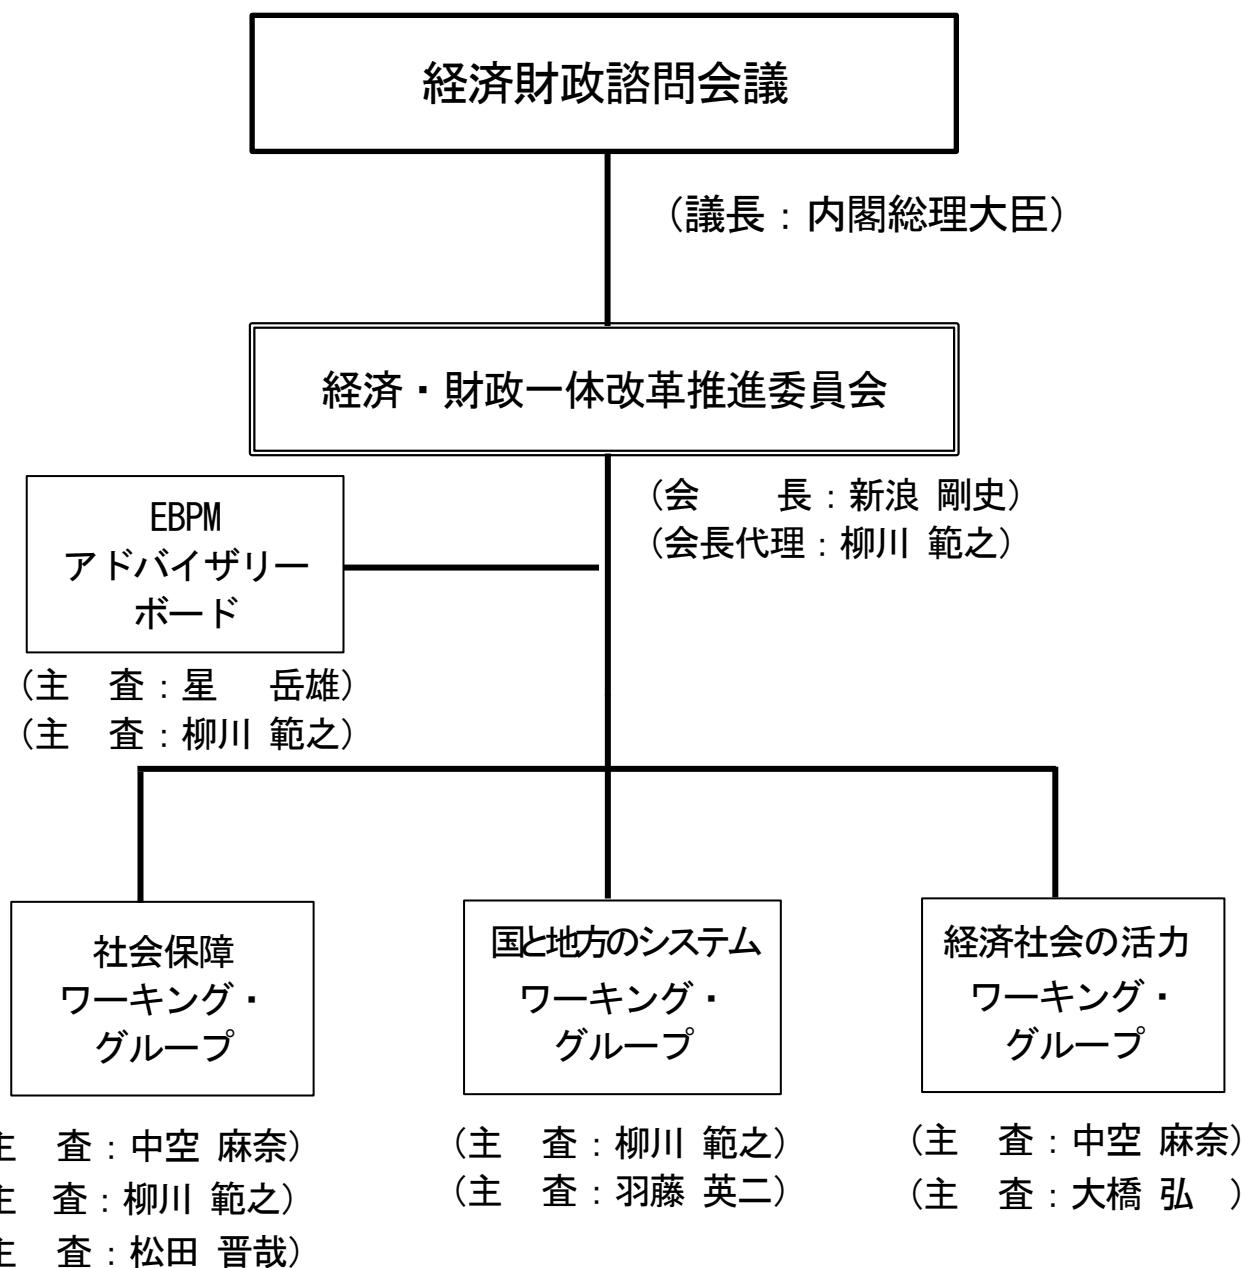 経済財政諮問会議
（議長：内閣総理大臣）
経済・財政一体改革推進委員会
（会　　長：新浪 剛史）
（会長代理：柳川 範之）
EBPM
アドバイザリー
ボード
（主　査：星　岳雄）
（主　査：柳川 範之）
社会保障
ワーキング・
グループ
主　査：中空 麻奈）
主　査：柳川 範之）
主　査：松田 晋哉）
国と地方のシステム
ワーキング・
グループ
（主　査：柳川 範之）
（主　査：羽藤 英二）
経済社会の活力
ワーキング・
グループ
（主　査：中空 麻奈）
（主　査：大橋 弘　）